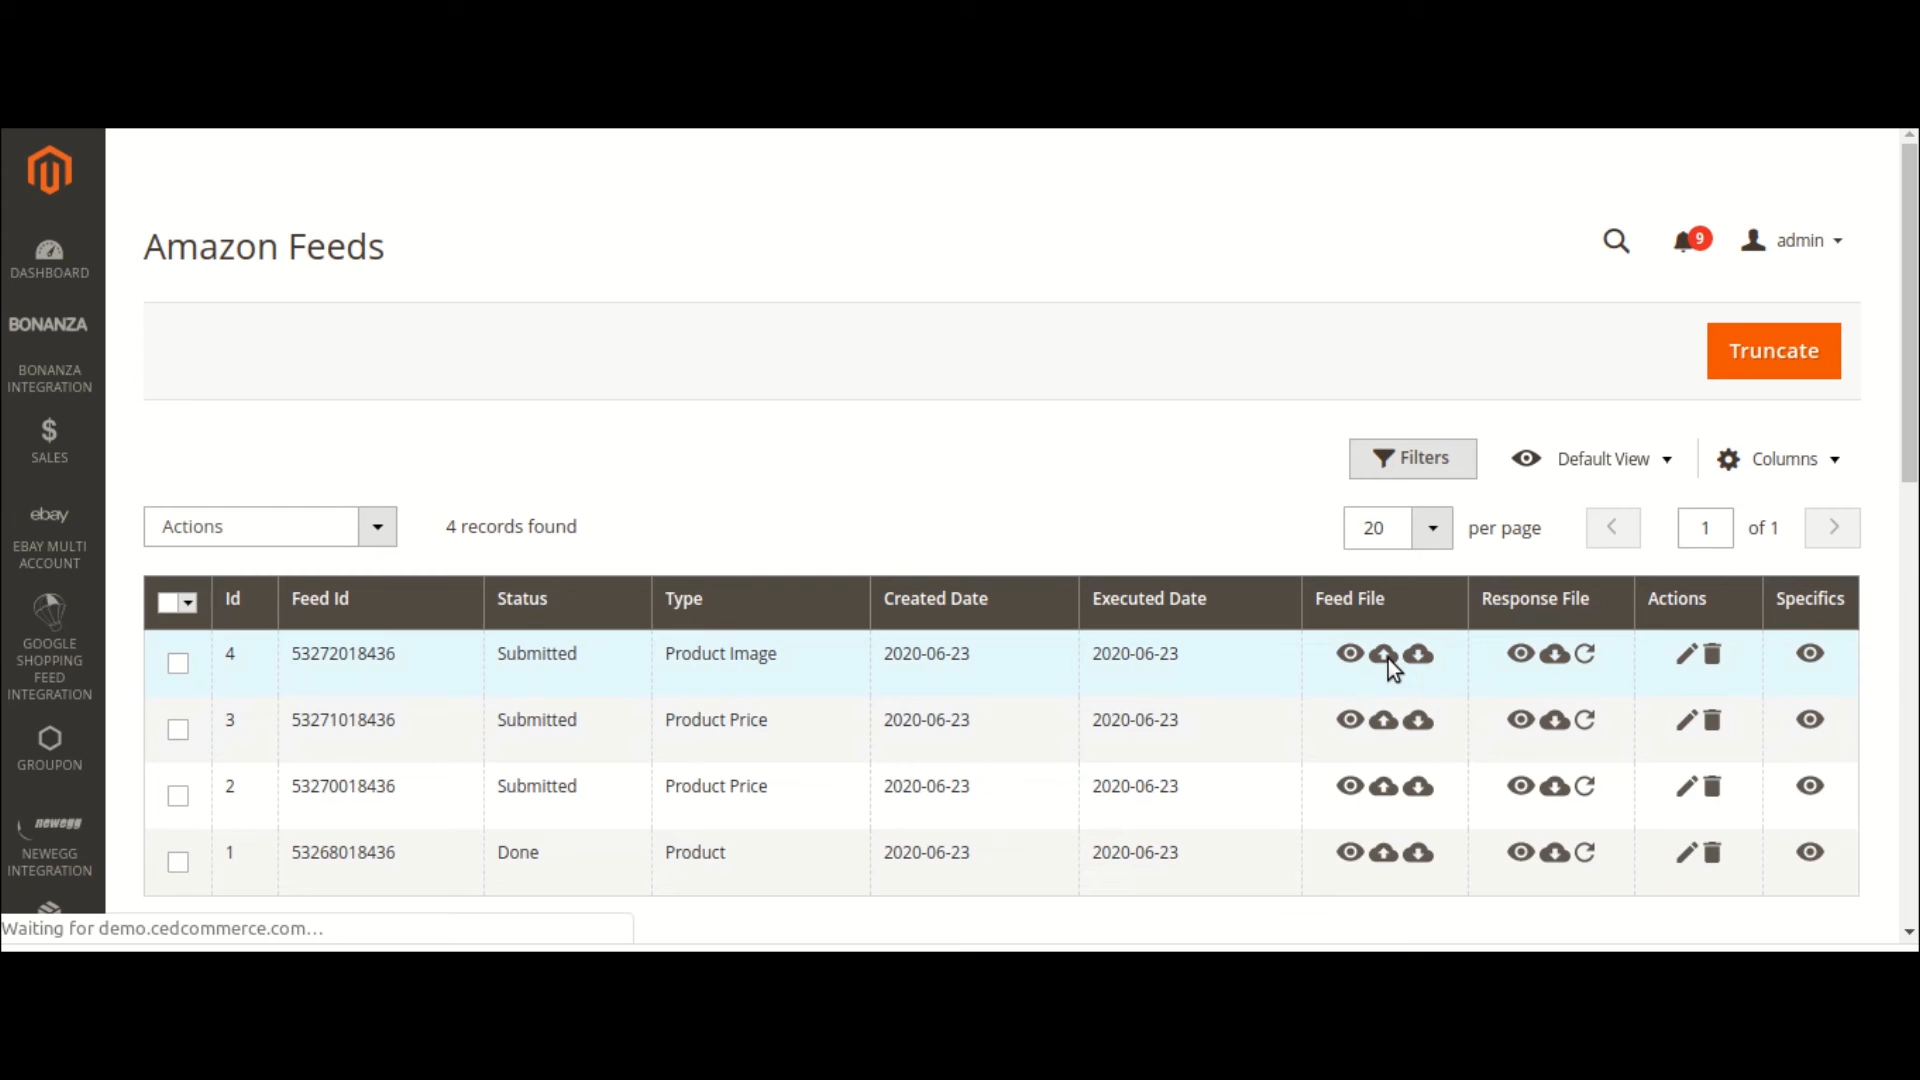 Amazon Feeds
9
admin
DASHBOARD
BONANZA
BONANZA
INTEGRATION
SALES
ebay
EBAY MULTI
ACCOUNT
GOOGLE
SHOPPING
FEED
INTEGRATION
GROUPON
newegg
NEWEGG
INTEGRATION
Truncate
Filters
Default View
Columns
Actions
4 records found
20
per page
1
of 1
Id Feed Id Status Type Created Date Executed Date Feed File Response File Actions Specifics
4 53272018436 Submitted Product Image 2020-06-23 2020-06-23
3 53271018436 Submitted Product Price 2020-06-23 2020-06-23
2 53270018436 Submitted Product Price 2020-06-23 2020-06-23
1 53268018436 Done Product 2020-06-23 2020-06-23
Waiting for demo.cedcommerce.com...